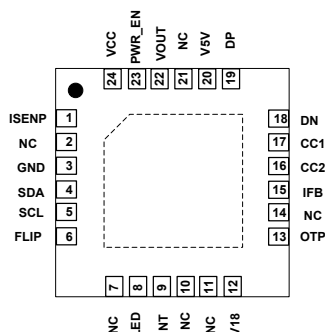 VCC
PWR_EN
VOUT
NC
V5V
DP
24
23
22
21
20
19
ISENP 1
NC 2
GND 3
SDA 4
SCL 5
FLIP 6
18 DN
17 CC1
16 CC2
15 IFB
14 NC
13 OTP
7
8
9
10
11
12
NC
LED
NC
NC